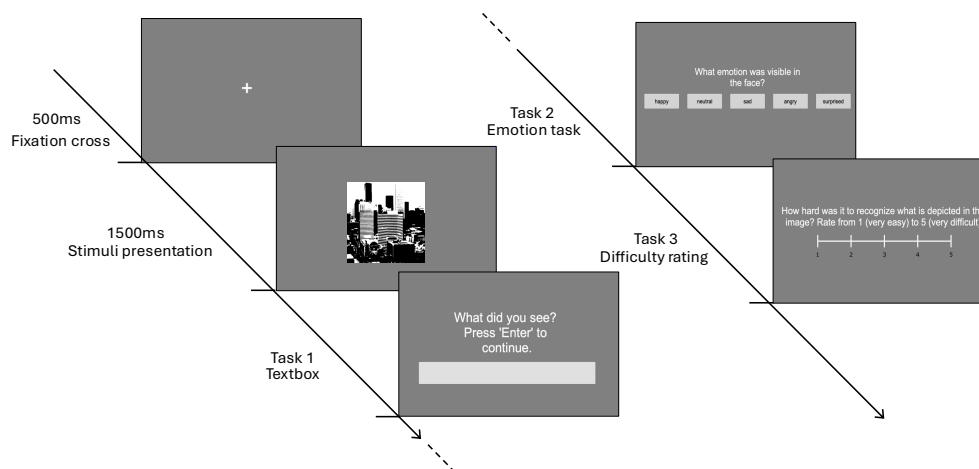 500ms
Fixation cross
1500ms
Stimuli presentation
What did you see?
Press 'Enter' to
continue.
Task 1
Textbox
What emotion was visible in
the face?
happy neutral sad angry surprised
Task 2
Emotion task
How hard was it to recognize what is depicted in
image? Rate from 1 (very easy) to 5 (very difficult
1 2 3 4 5
Task 3
Difficulty rating